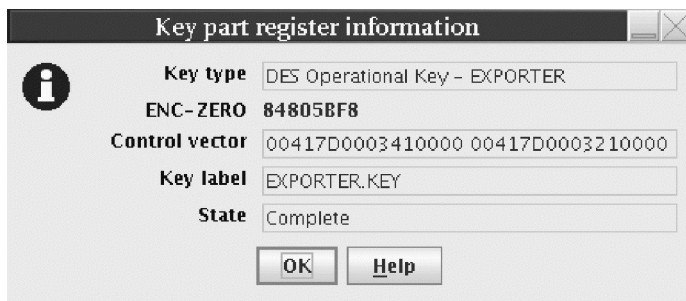 Key part register information
Key type DES Operational Key - EXPORTER
ENC-ZERO 84805BF8
Control vector 00417D0003410000 00417D0003210000
Key label EXPORTER.KEY
State Complete
OK Help